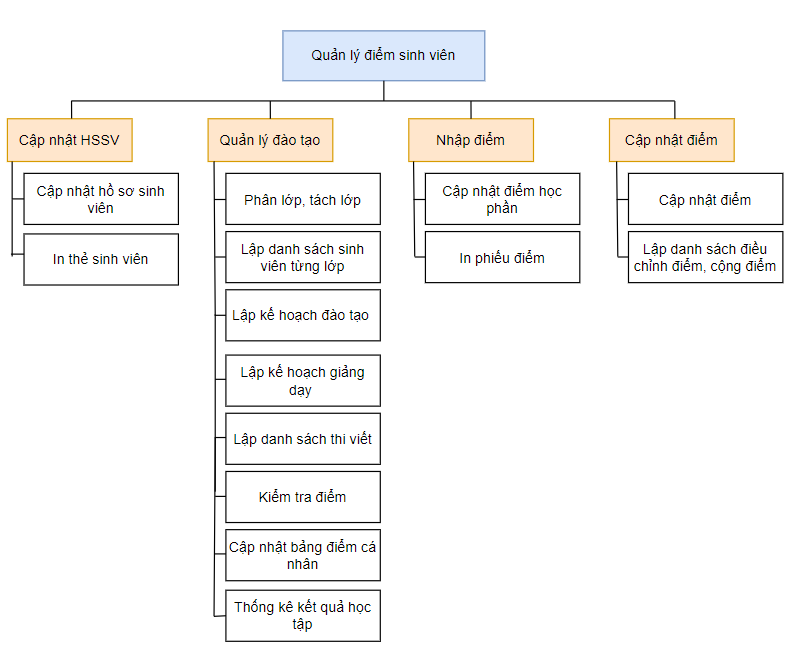 Quản lý điểm sinh viên
Cập nhật HSSV
Quản lý đào tạo
Nhập điểm
Cập nhật điểm
Cập nhật hồ sơ sinh
viên
In thẻ sinh viên
Phân lớp, tách lớp
Lập danh sách sinh
viên từng lớp
Lập kế hoạch đào tạo
Lập kế hoạch giảng
dạy
Lập danh sách thi viết
Kiểm tra điểm
Cập nhật bảng điểm cá
nhân
Thống kê kết quả học
tập
Cập nhật điểm học
phần
In phiếu điểm
Cập nhật điểm
Lập danh sách điều
chỉnh điểm, cộng điểm